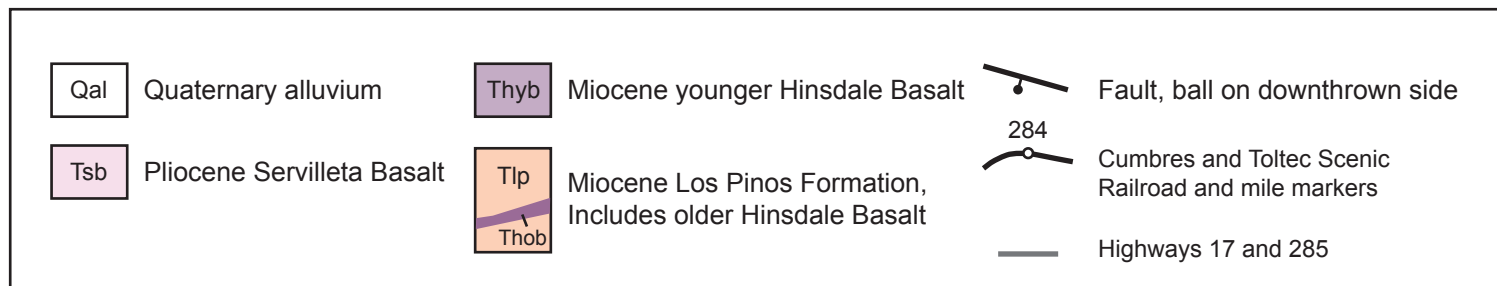 Qal
Quaternary alluvium
Tsb
Pliocene Servilleta Basalt
Thyb
Miocene younger Hinsdale Basalt
Tlp
Thob
Miocene Los Pinos Formation,
Includes older Hinsdale Basalt
Fault, ball on downthrown side
284
Cumbres and Toltec Scenic
Railroad and mile markers
Highways 17 and 285